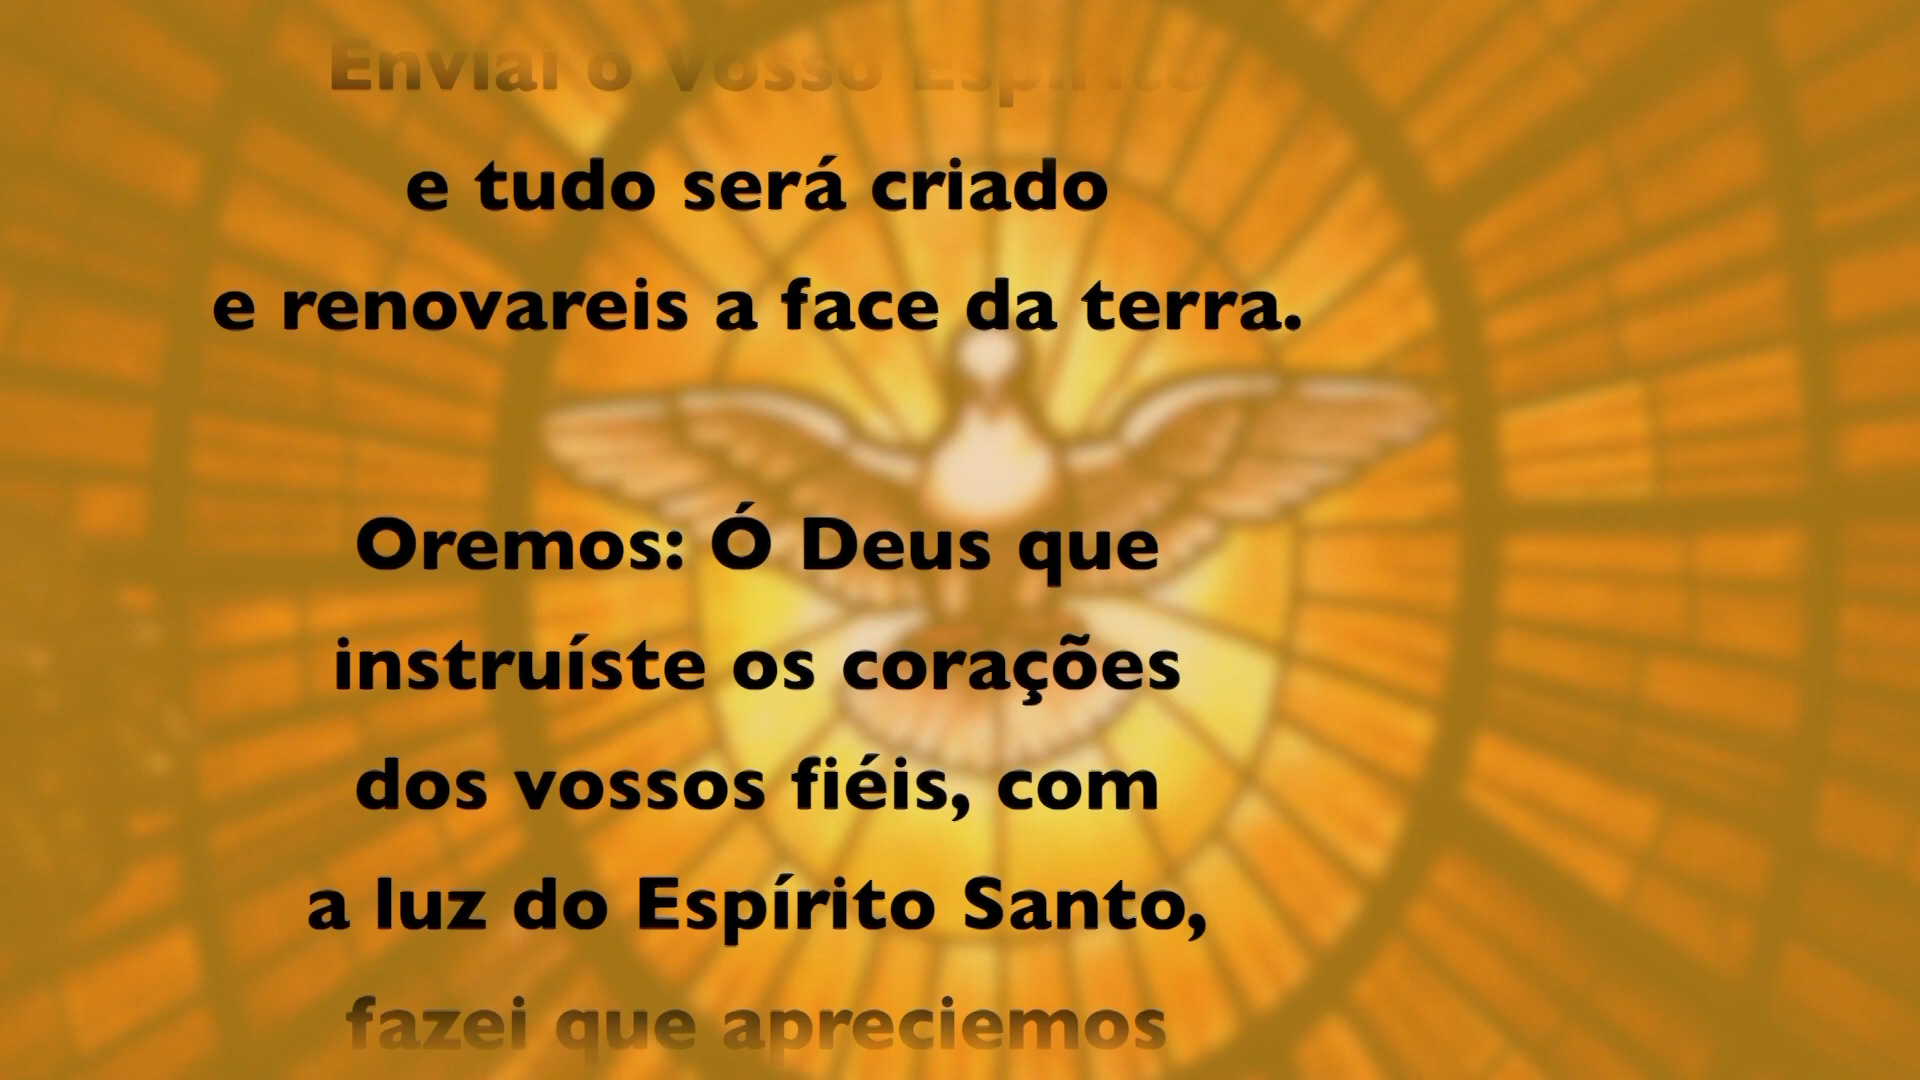 Enviai o Vosso Espírito
e tudo será criado
e renovareis a face da terra.
Oremos: Ó Deus que
instruíste os corações
dos vossos fiéis, com
a luz do Espírito Santo,
fazei que apreciemos